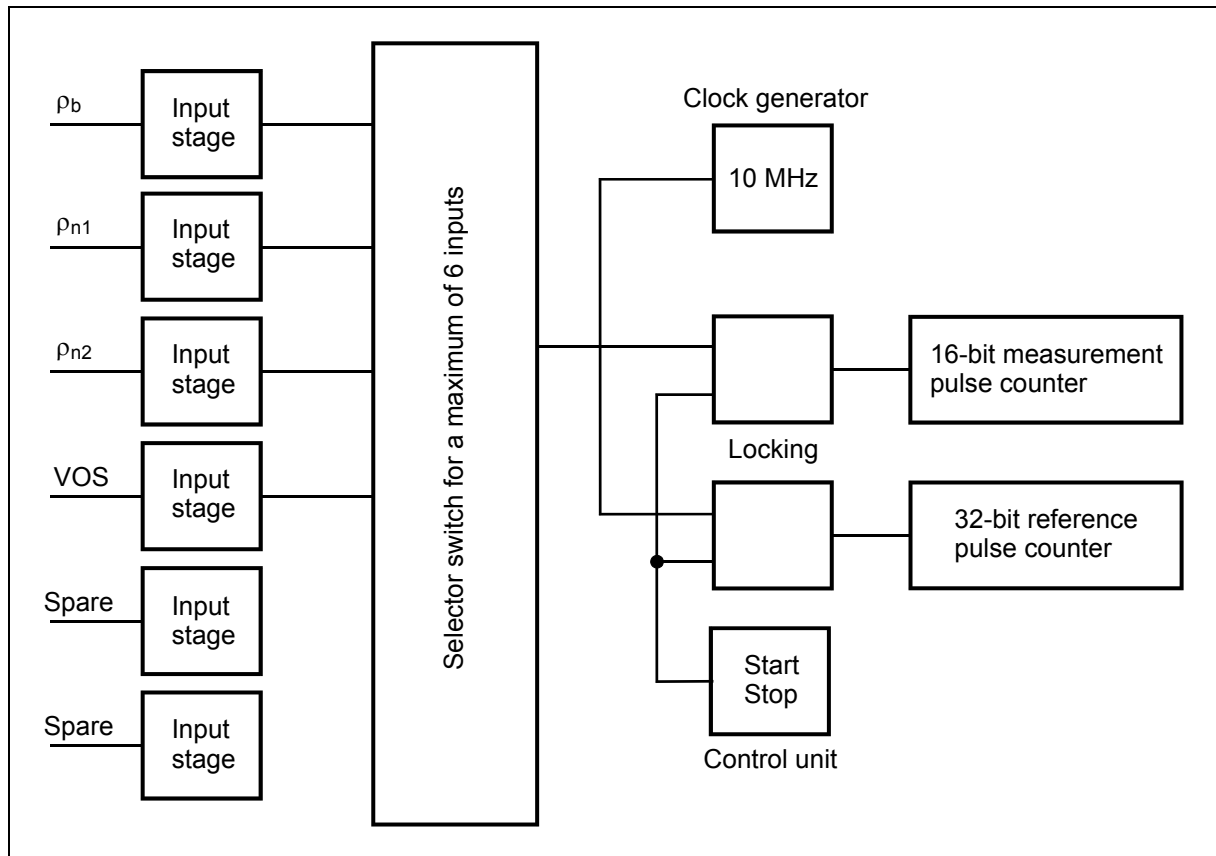 ρb
Input
stage
ρn1
Input
stage
ρn2
Input
stage
VOS
Input
stage
Spare
Input
stage
Spare
Input
stage
Selector switch for a maximum of 6 inputs
Clock generator
10 MHz
Locking
16-bit measurement
pulse counter
32-bit reference
pulse counter
Start
Stop
Control unit